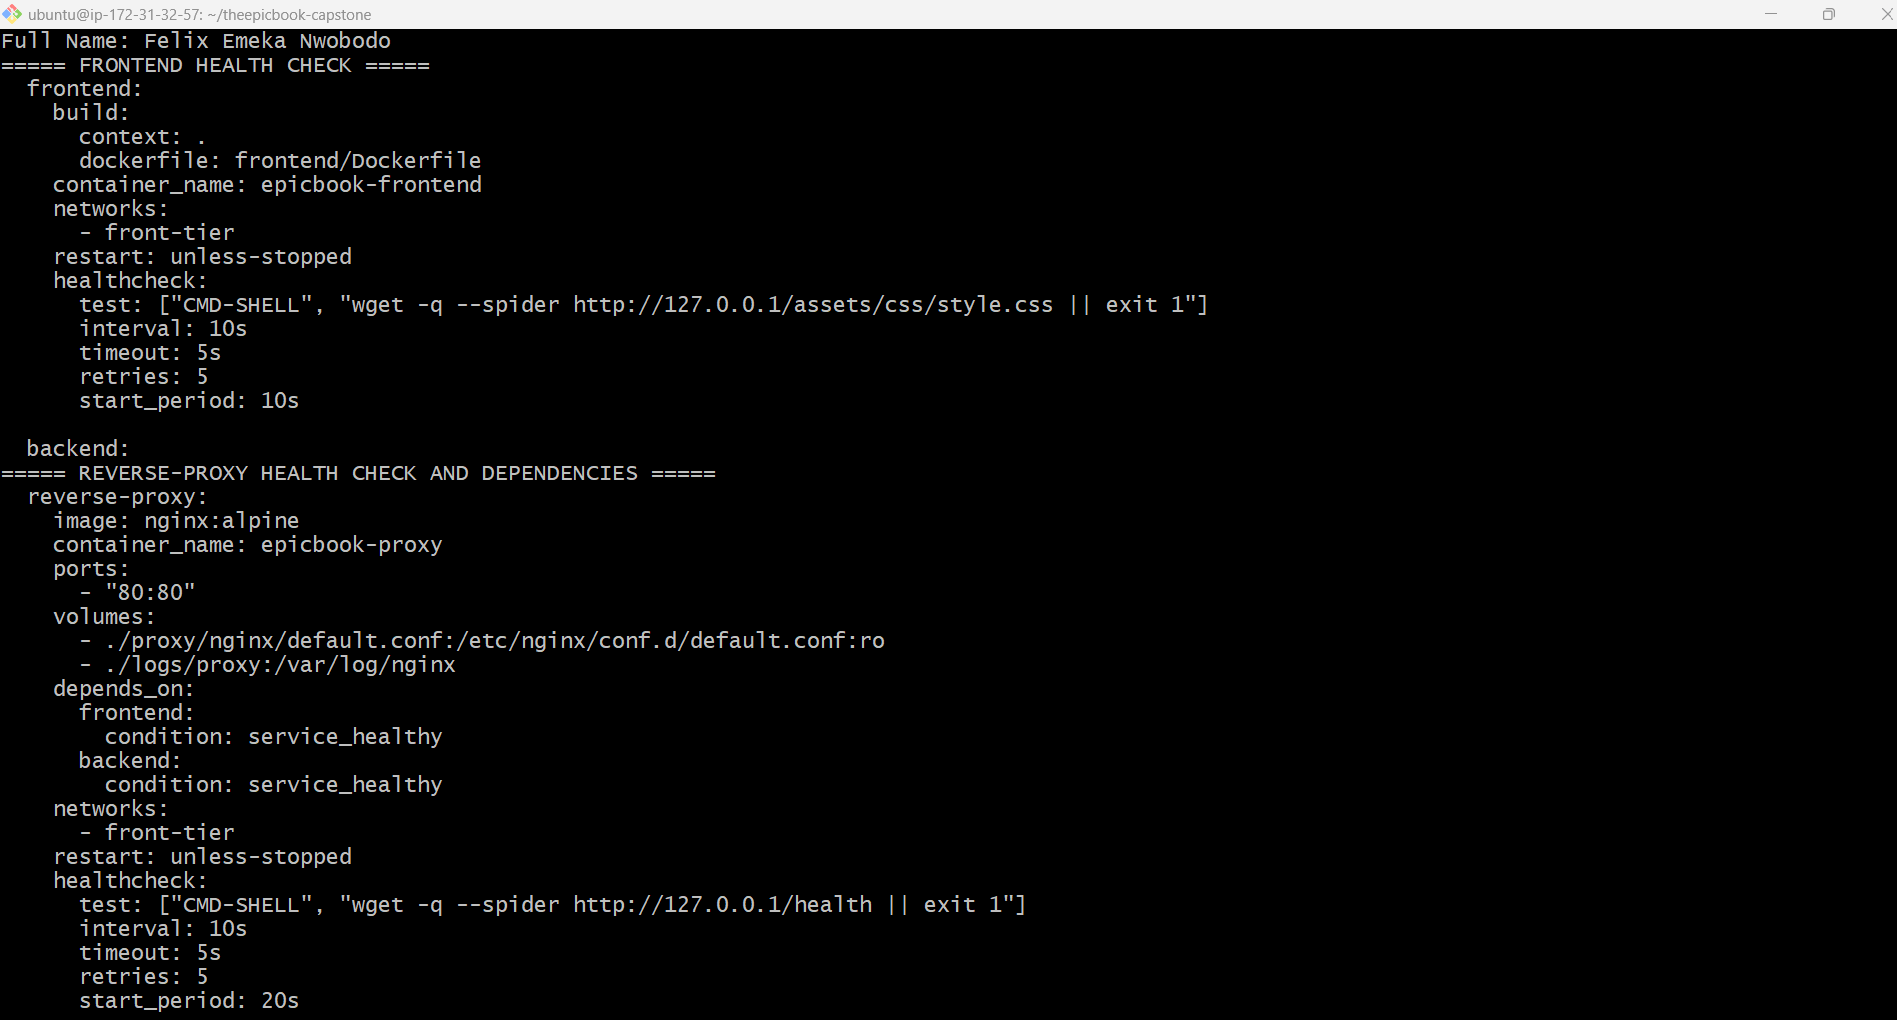 ubuntu@ip-172-31-32-57: ~/theepicbook-capstone
Full Name: Felix Emeka Nwobodo
===== FRONTEND HEALTH CHECK =====
  frontend:
    build:
      context: .
      dockerfile: frontend/Dockerfile
    container_name: epicbook-frontend
    networks:
      - front-tier
    restart: unless-stopped
    healthcheck:
      test: ["CMD-SHELL", "wget -q --spider http://127.0.0.1/assets/css/style.css || exit 1"]
      interval: 10s
      timeout: 5s
      retries: 5
      start_period: 10s

  backend:
===== REVERSE-PROXY HEALTH CHECK AND DEPENDENCIES =====
  reverse-proxy:
    image: nginx:alpine
    container_name: epicbook-proxy
    ports:
      - "80:80"
    volumes:
      - ./proxy/nginx/default.conf:/etc/nginx/conf.d/default.conf:ro
      - ./logs/proxy:/var/log/nginx
    depends_on:
      frontend:
        condition: service_healthy
      backend:
        condition: service_healthy
    networks:
      - front-tier
    restart: unless-stopped
    healthcheck:
      test: ["CMD-SHELL", "wget -q --spider http://127.0.0.1/health || exit 1"]
      interval: 10s
      timeout: 5s
      retries: 5
      start_period: 20s